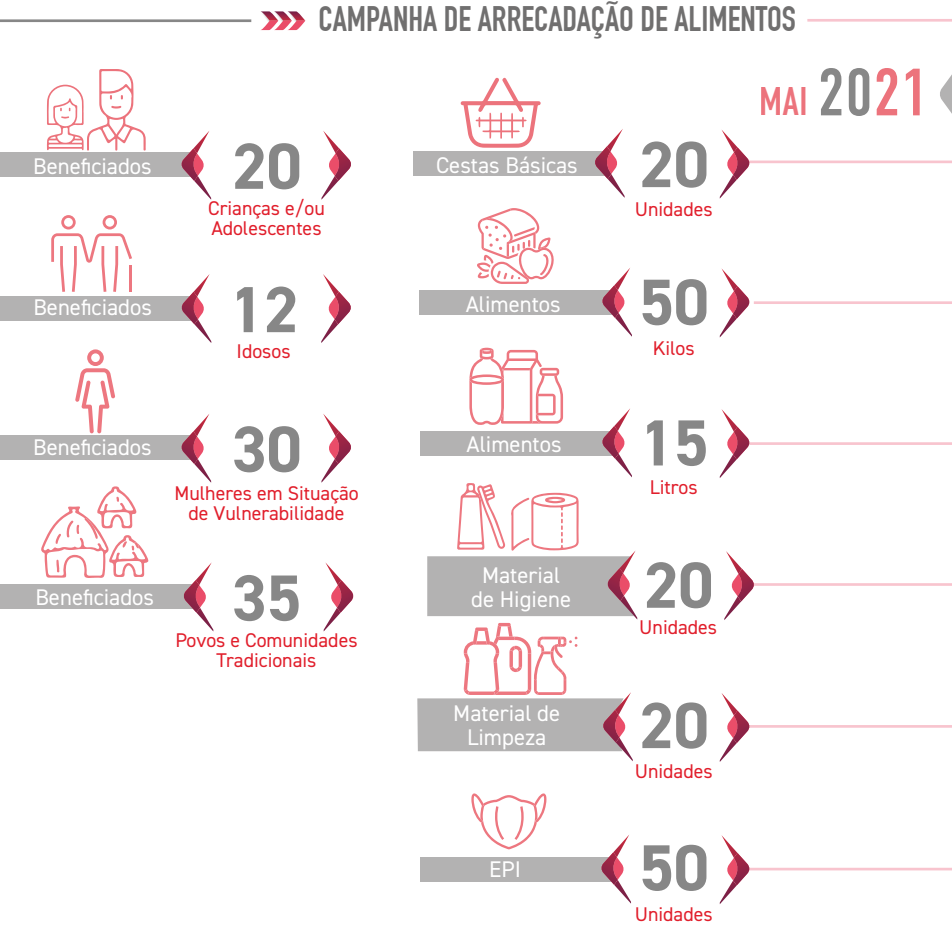 CAMPANHA DE ARRECADAÇÃO DE ALIMENTOS
MAI 2021
Beneficiados
20
Crianças e/ou
Adolescentes
Beneficiados
12
Idosos
Beneficiados
30
Mulheres em Situação
de Vulnerabilidade
Beneficiados
35
Povos e Comunidades
Tradicionais
Cestas Básicas
20
Unidades
Alimentos
50
Kilos
Alimentos
15
Litros
Material
de Higiene
20
Unidades
Material de
Limpeza
20
Unidades
EPI
50
Unidades